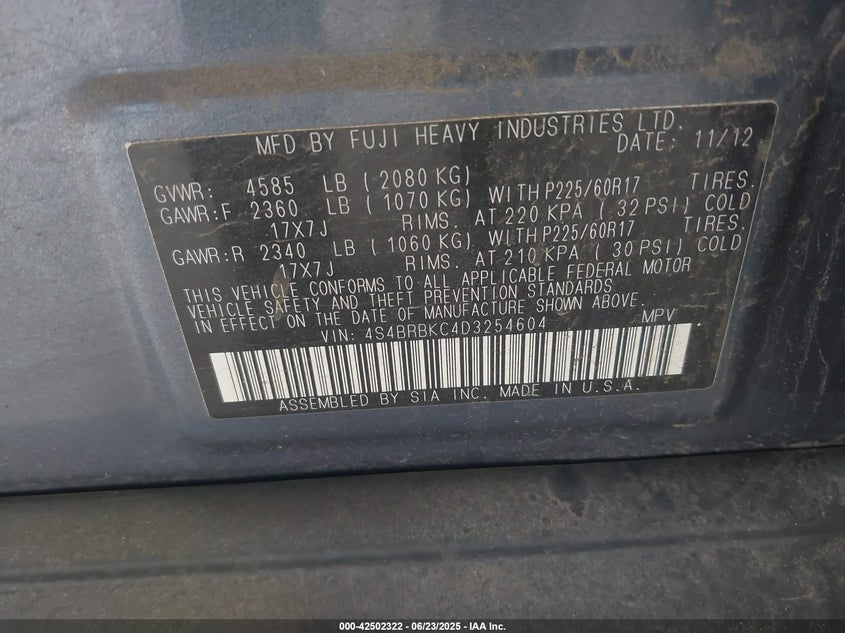 MFD BY FUJI HEAVY INDUSTRIES LTD.
DATE: 11/12
GVWR: 4585 LB (2080 KG)
GAWR:F 2360 LB (1070 KG) WITH P225/60R17 TIRES.
17X7J RIMS. AT 220 KPA (32 PSI) COLD
GAWR:R 2340 LB (1060 KG) WITH P225/60R17 TIRES.
17X7J RIMS. AT 210 KPA (30 PSI) COLD
THIS VEHICLE CONFORMS TO ALL APPLICABLE FEDERAL MOTOR
VEHICLE SAFETY AND THEFT PREVENTION STANDARDS
IN EFFECT ON THE DATE OF MANUFACTURE SHOWN ABOVE.
VIN: 4S4BRBKC4D3254604 MPV
ASSEMBLED BY SIA INC. MADE IN U.S.A.
000-42502322 - 06/23/2025 - IAA Inc.